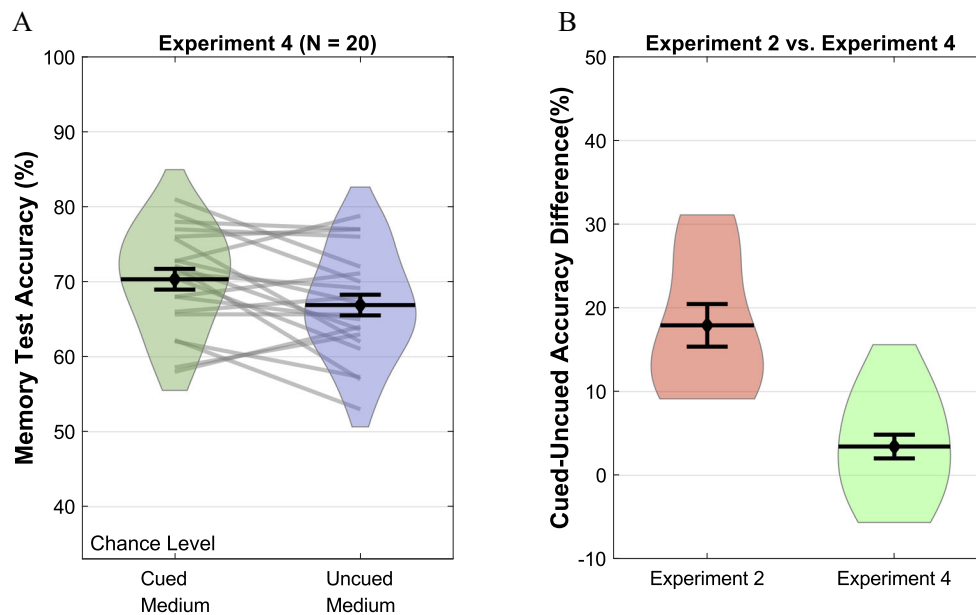 A
Experiment 4 (N = 20)
Memory Test Accuracy (%)
100
90
80
70
60
50
40
Chance Level
Cued
Medium
Uncued
Medium
B
Experiment 2 vs. Experiment 4
Cued-Uncued Accuracy Difference(%)
50
40
30
20
10
0
-10
Experiment 2
Experiment 4